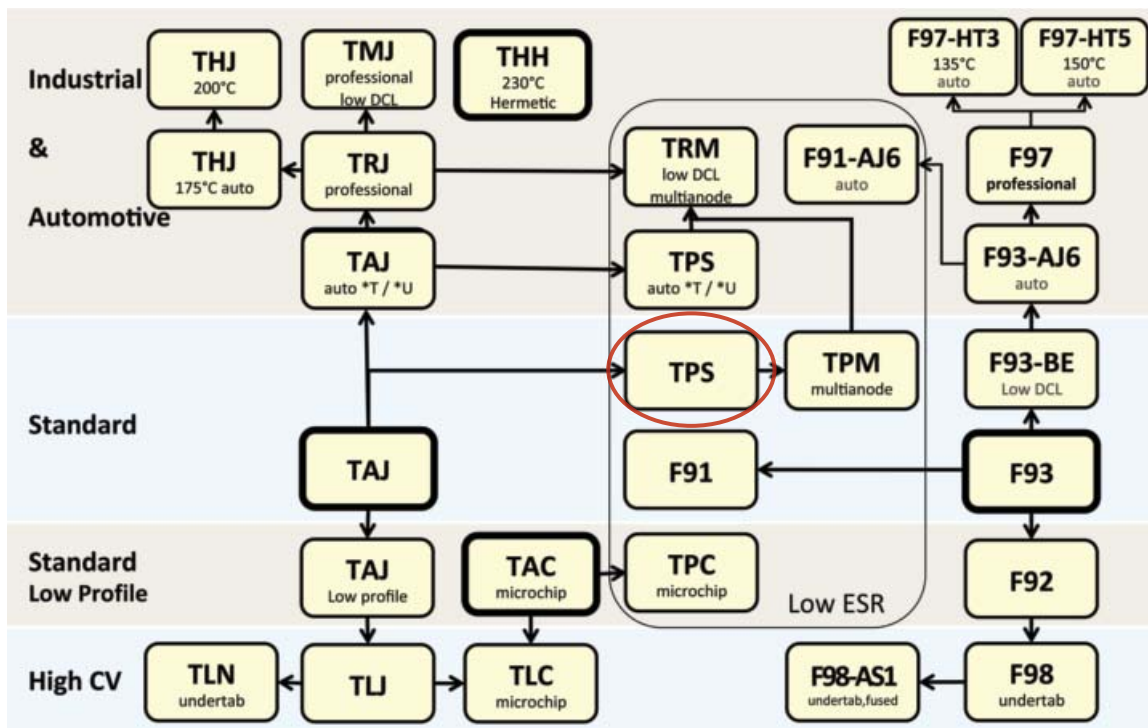 Industrial
&
Automotive
THJ
200°C
TMJ
professional
low DCL
THH
230°C
Hermetic
F97-HT3
135°C
auto
F97-HT5
150°C
auto
THJ
175°C auto
TRJ
professional
TRM
low DCL
multianode
F91-AJ6
auto
F97
professional
TAJ
auto *T / *U
TPS
auto *T / *U
F93-AJ6
auto
Standard
TPS
TPM
multianode
F93-BE
Low DCL
TAJ
F91
F93
Standard
Low Profile
TAJ
Low profile
TAC
microchip
TPC
microchip
Low ESR
F92
High CV
TLN
undertab
TLJ
TLC
microchip
F98-AS1
undertab,fused
F98
undertab